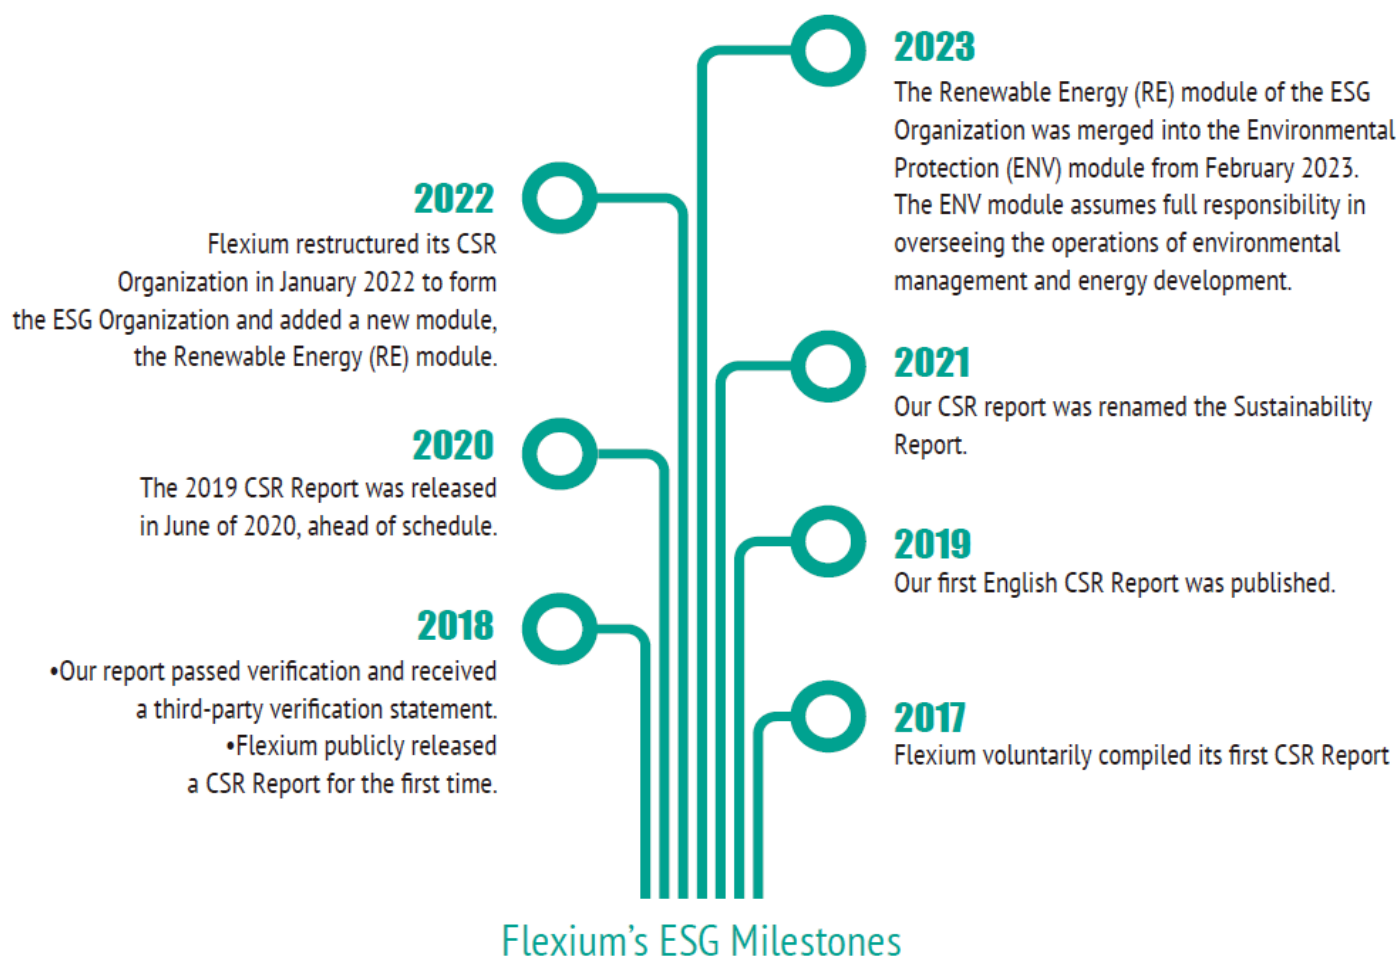 2023
The Renewable Energy (RE) module of the ESG
Organization was merged into the Environmental
Protection (ENV) module from February 2023.
The ENV module assumes full responsibility in
overseeing the operations of environmental
management and energy development.
2022
Flexium restructured its CSR
Organization in January 2022 to form
the ESG Organization and added a new module,
the Renewable Energy (RE) module.
2021
Our CSR report was renamed the Sustainability
Report.
2020
The 2019 CSR Report was released
in June of 2020, ahead of schedule.
2019
Our first English CSR Report was published.
2018
•Our report passed verification and received
a third-party verification statement.
•Flexium publicly released
a CSR Report for the first time.
2017
Flexium voluntarily compiled its first CSR Report
Flexium’s ESG Milestones